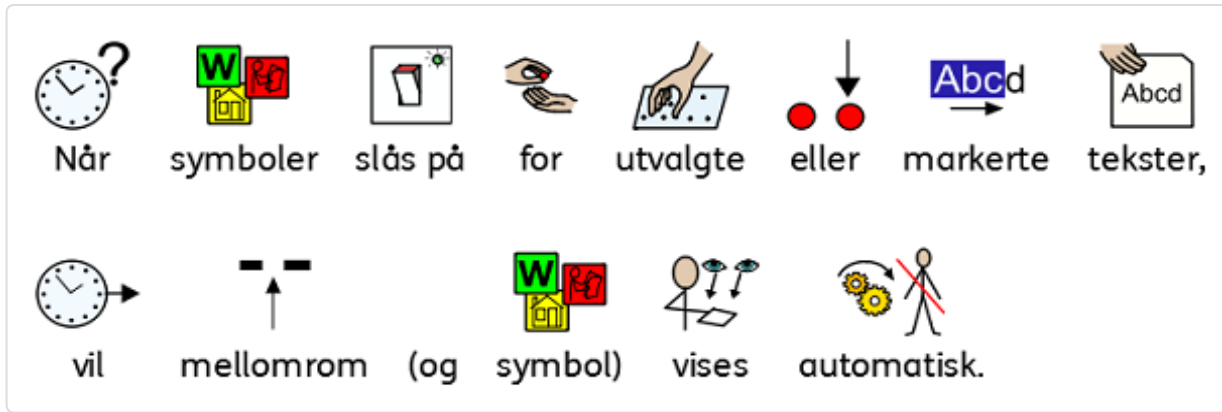 Når symboler slås på for utvalgte eller markerte tekster,
vil mellomrom (og symbol) vises automatisk.